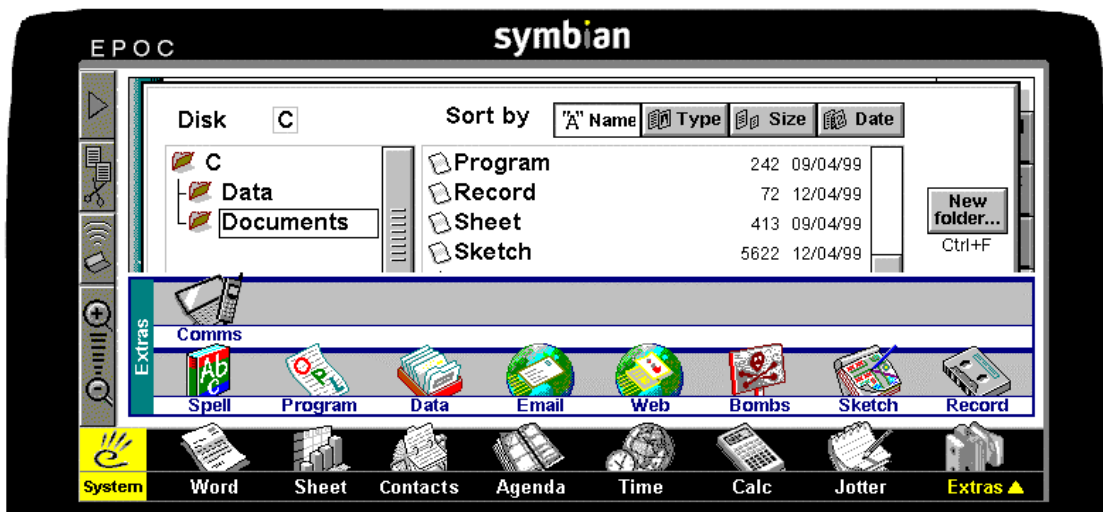 EPOC
symbian
Disk C
Sort by "A" Name Type Size Date
C
Data
Documents
Program 242 09/04/99
Record 72 12/04/99
Sheet 413 09/04/99
Sketch 5622 12/04/99
New folder...
Ctrl+F
Extras
Comms
Spell Program Data Email Web Bombs Sketch Record
System Word Sheet Contacts Agenda Time Calc Jotter Extras ▲